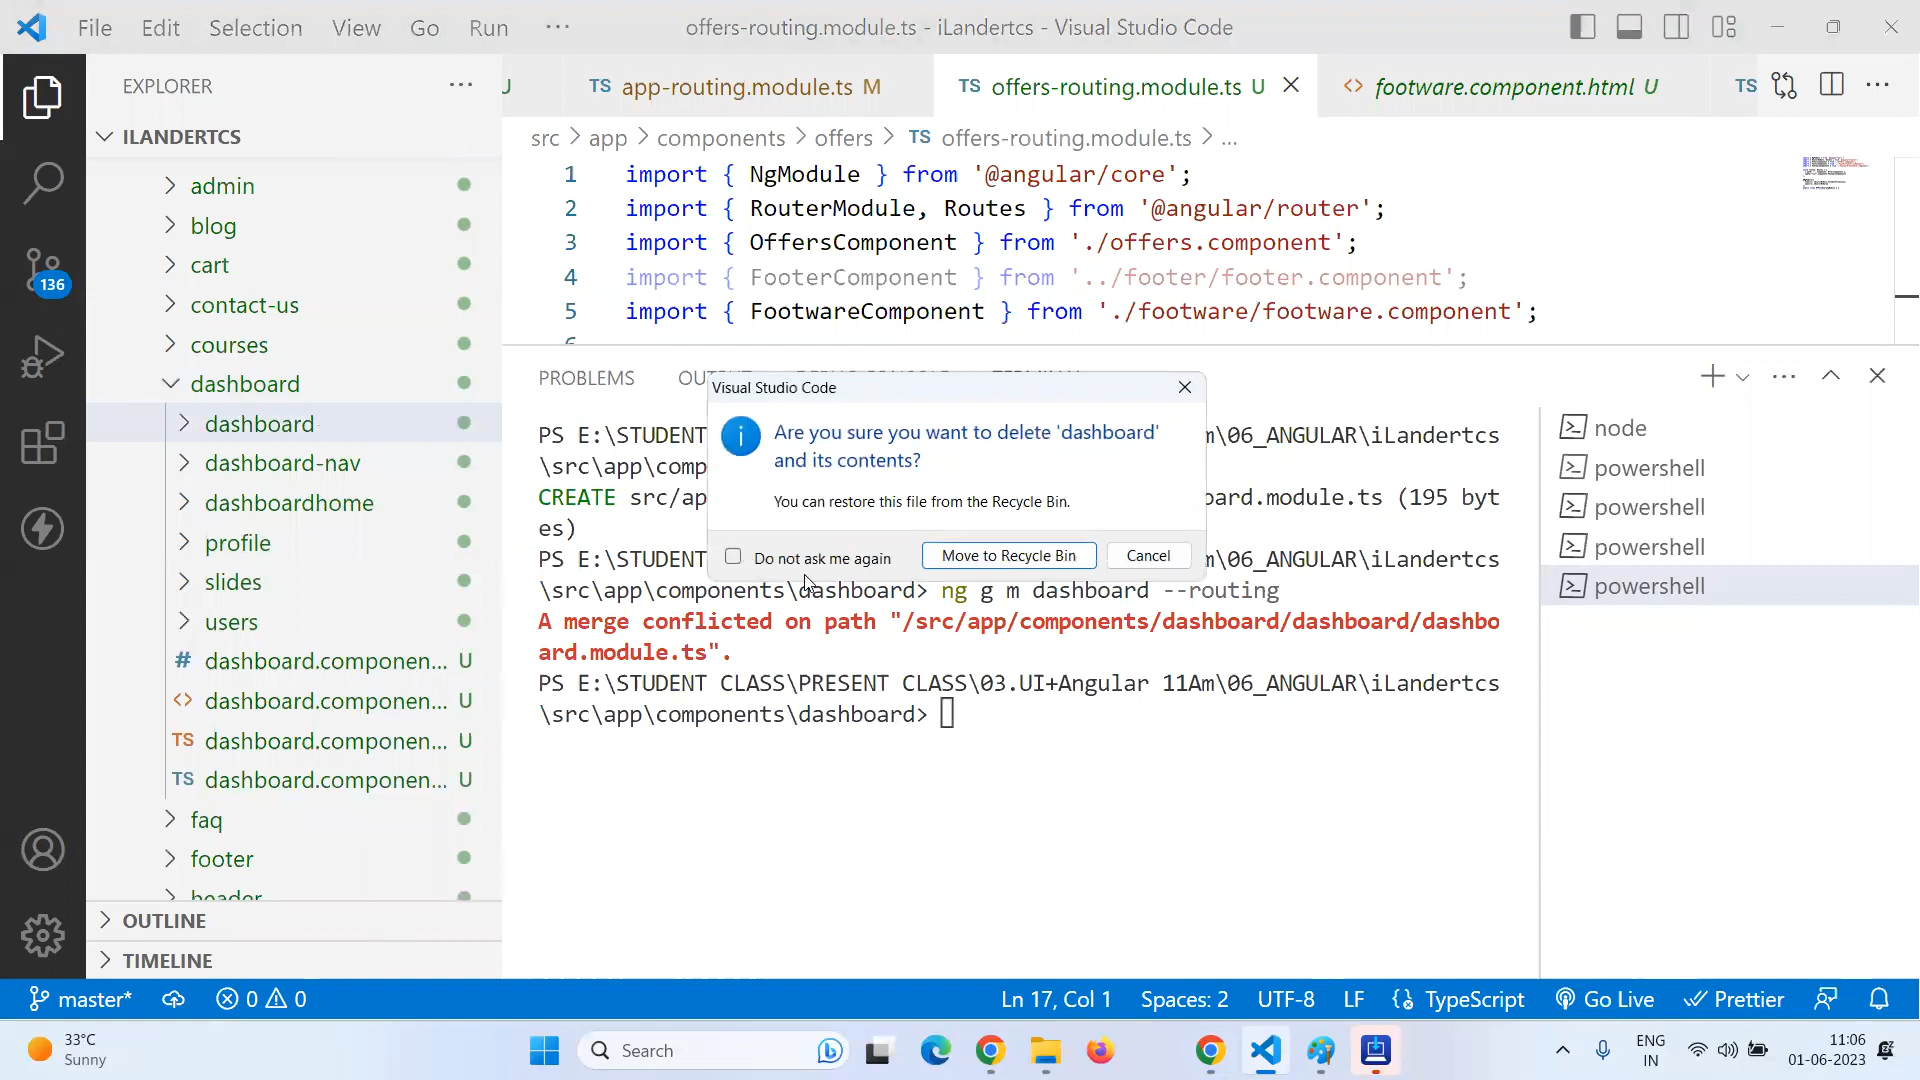 File Edit Selection View Go Run ···
offers-routing.module.ts - iLandertcs - Visual Studio Code
EXPLORER
U
TS app-routing.module.ts M
TS offers-routing.module.ts U
<> footware.component.html U
TS
ILANDERTCS
src > app > components > offers > TS offers-routing.module.ts > ...
admin
blog
cart
contact-us
courses
dashboard
dashboard
dashboard-nav
dashboardhome
profile
slides
users
# dashboard.componen... U
<> dashboard.componen... U
TS dashboard.componen... U
TS dashboard.componen... U
faq
footer
header
OUTLINE
TIMELINE
136
1 import { NgModule } from '@angular/core';
2 import { RouterModule, Routes } from '@angular/router';
3 import { OffersComponent } from './offers.component';
4 import { FooterComponent } from '../footer/footer.component';
5 import { FootwareComponent } from './footware/footware.component';
6
PROBLEMS
Visual Studio Code
Are you sure you want to delete 'dashboard'
and its contents?
You can restore this file from the Recycle Bin.
Do not ask me again
Move to Recycle Bin
Cancel
PS E:\STUDENT m\06_ANGULAR\iLandertcs
\src\app\comp
CREATE src/ap oard.module.ts (195 byt
es)
PS E:\STUDENT m\06_ANGULAR\iLandertcs
\src\app\components\dashboard> ng g m dashboard --routing
A merge conflicted on path "/src/app/components/dashboard/dashboard/dashbo
ard.module.ts".
PS E:\STUDENT CLASS\PRESENT CLASS\03.UI+Angular 11Am\06_ANGULAR\iLandertcs
\src\app\components\dashboard>
node
powershell
powershell
powershell
powershell
master*
0 0
Ln 17, Col 1
Spaces: 2
UTF-8
LF
TypeScript
Go Live
Prettier
33°C
Sunny
Search
ENG
IN
11:06
01-06-2023